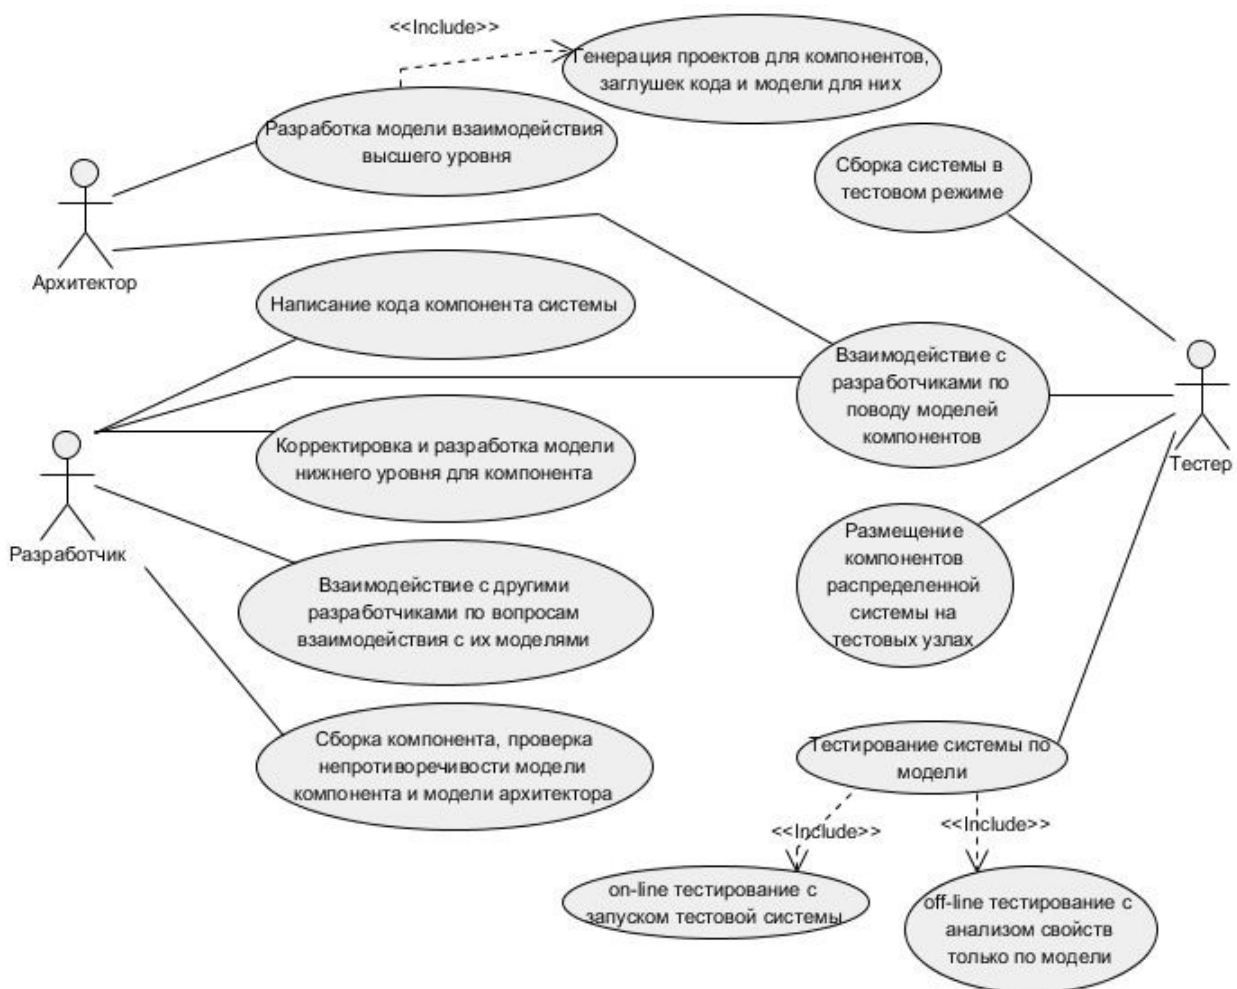 <<Include>>
Генерация проектов для компонентов,
заглушек кода и модели для них
Разработка модели взаимодействия
высшего уровня
Сборка системы в
тестовом режиме
Архитектор
Написание кода компонента системы
Взаимодействие с
разработчиками по
поводу моделей
компонентов
Тестер
Корректировка и разработка модели
нижнего уровня для компонента
Разработчик
Размещение
компонентов
распределенной
системы на
тестовых узлах
Взаимодействие с другими
разработчиками по вопросам
взаимодействия с их моделями
Сборка компонента, проверка
непротиворечивости модели
компонента и модели архитектора
Тестирование системы по
модели
<<Include>>
<<Include>>
on-line тестирование с
запуском тестовой системы
off-line тестирование с
анализом свойств
только по модели